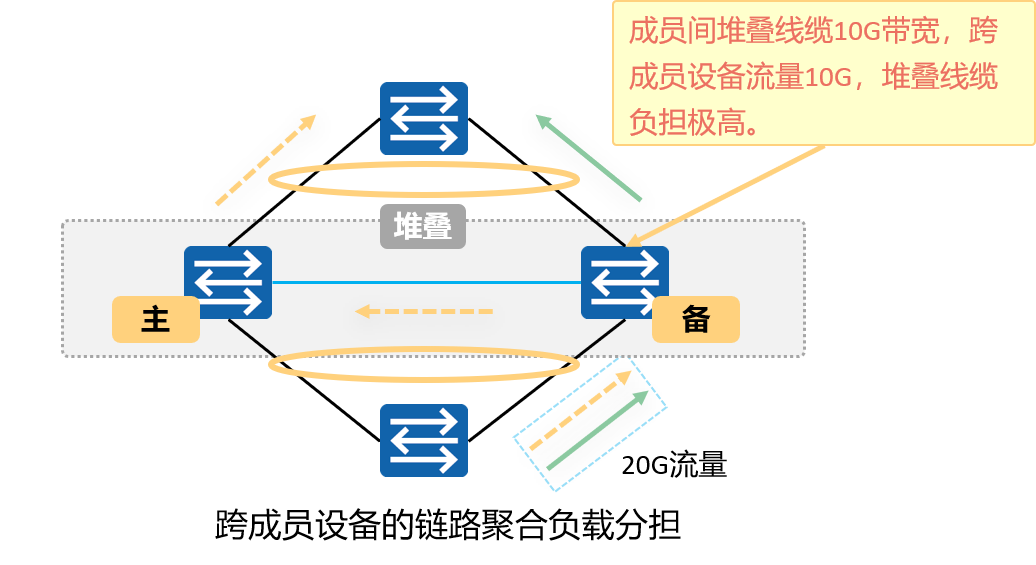 成员间堆叠线缆10G带宽，跨
成员设备流量10G，堆叠线缆
负担极高。
堆叠
主
备
20G流量
跨成员设备的链路聚合负载分担